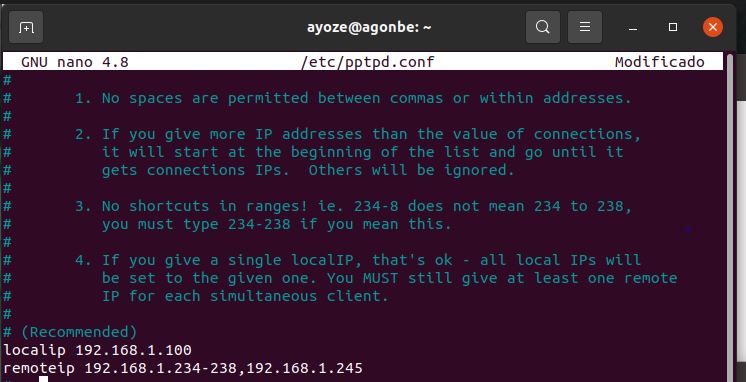 ayoze@agonbe: ~
GNU nano 4.8 /etc/pptpd.conf Modificado
#
# 1. No spaces are permitted between commas or within addresses.
#
# 2. If you give more IP addresses than the value of connections,
# it will start at the beginning of the list and go until it
# gets connections IPs. Others will be ignored.
#
# 3. No shortcuts in ranges! ie. 234-8 does not mean 234 to 238,
# you must type 234-238 if you mean this.
#
# 4. If you give a single localIP, that's ok - all local IPs will
# be set to the given one. You MUST still give at least one remote
# IP for each simultaneous client.
#
# (Recommended)
localip 192.168.1.100
remoteip 192.168.1.234-238,192.168.1.245
#